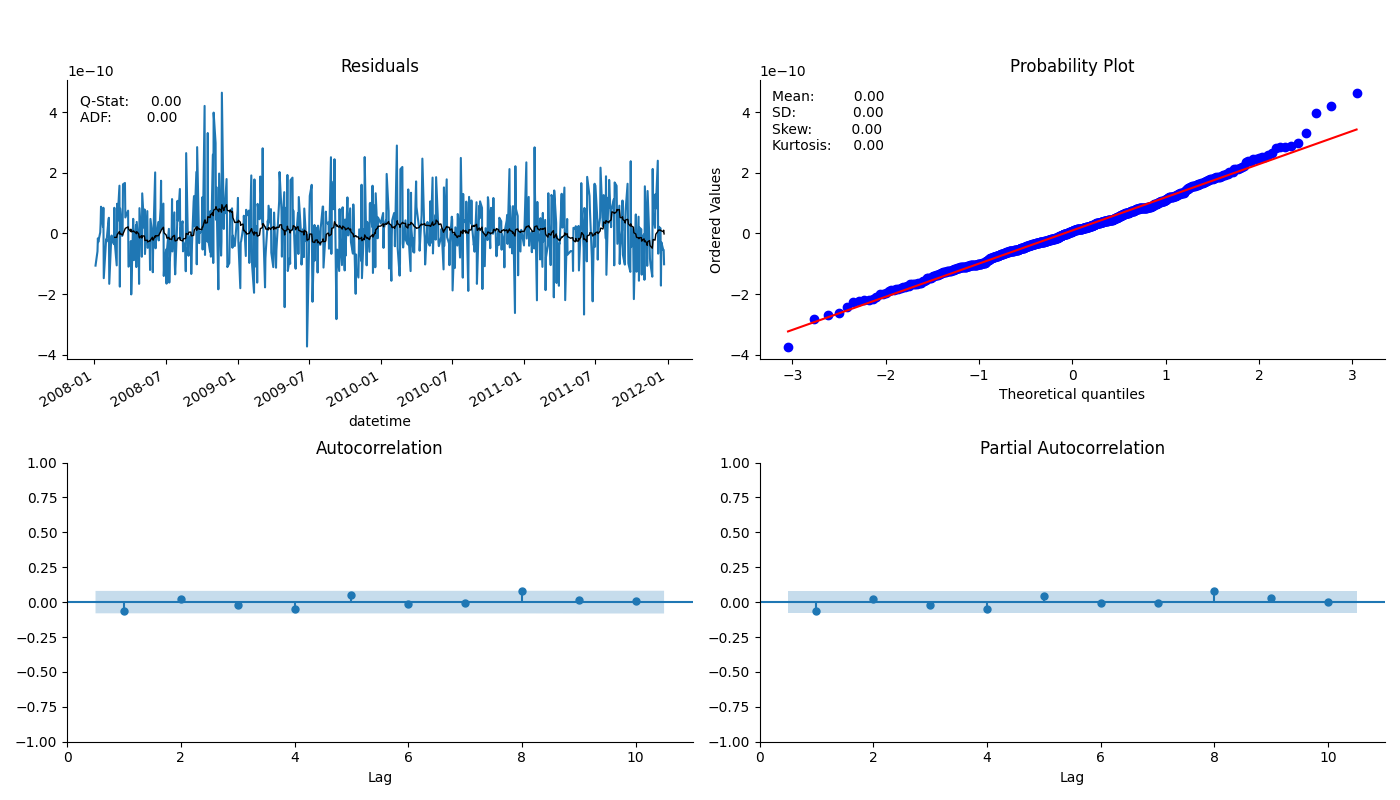 Residuals
1e−10
Q-Stat: 0.00
ADF: 0.00
4
2
0
−2
−4
2008-01 2008-07 2009-01 2009-07 2010-01 2010-07 2011-01 2011-07 2012-01
datetime
Probability Plot
1e−10
Mean: 0.00
SD: 0.00
Skew: 0.00
Kurtosis: 0.00
Ordered Values
4
2
0
−2
−4
−3 −2 −1 0 1 2 3
Theoretical quantiles
Autocorrelation
1.00
0.75
0.50
0.25
0.00
−0.25
−0.50
−0.75
−1.00
0 2 4 6 8 10
Lag
Partial Autocorrelation
1.00
0.75
0.50
0.25
0.00
−0.25
−0.50
−0.75
−1.00
0 2 4 6 8 10
Lag